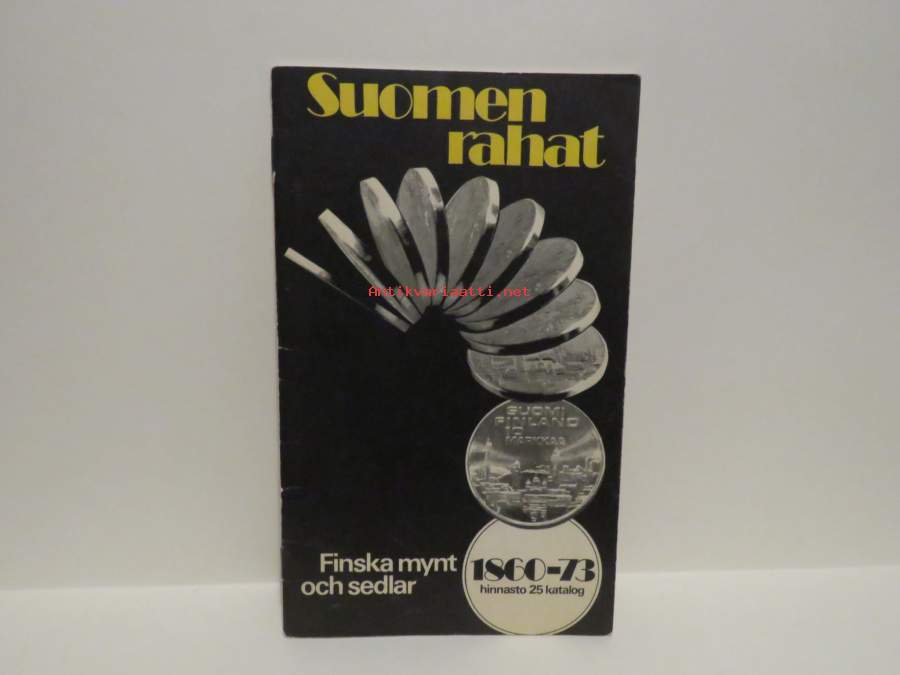 Suomen
rahat
Antikvariaatti.net
SUOMI
FINLAND
10
MARKKAA
Finska mynt
och sedlar
1860-73
hinnasto 25 katalog